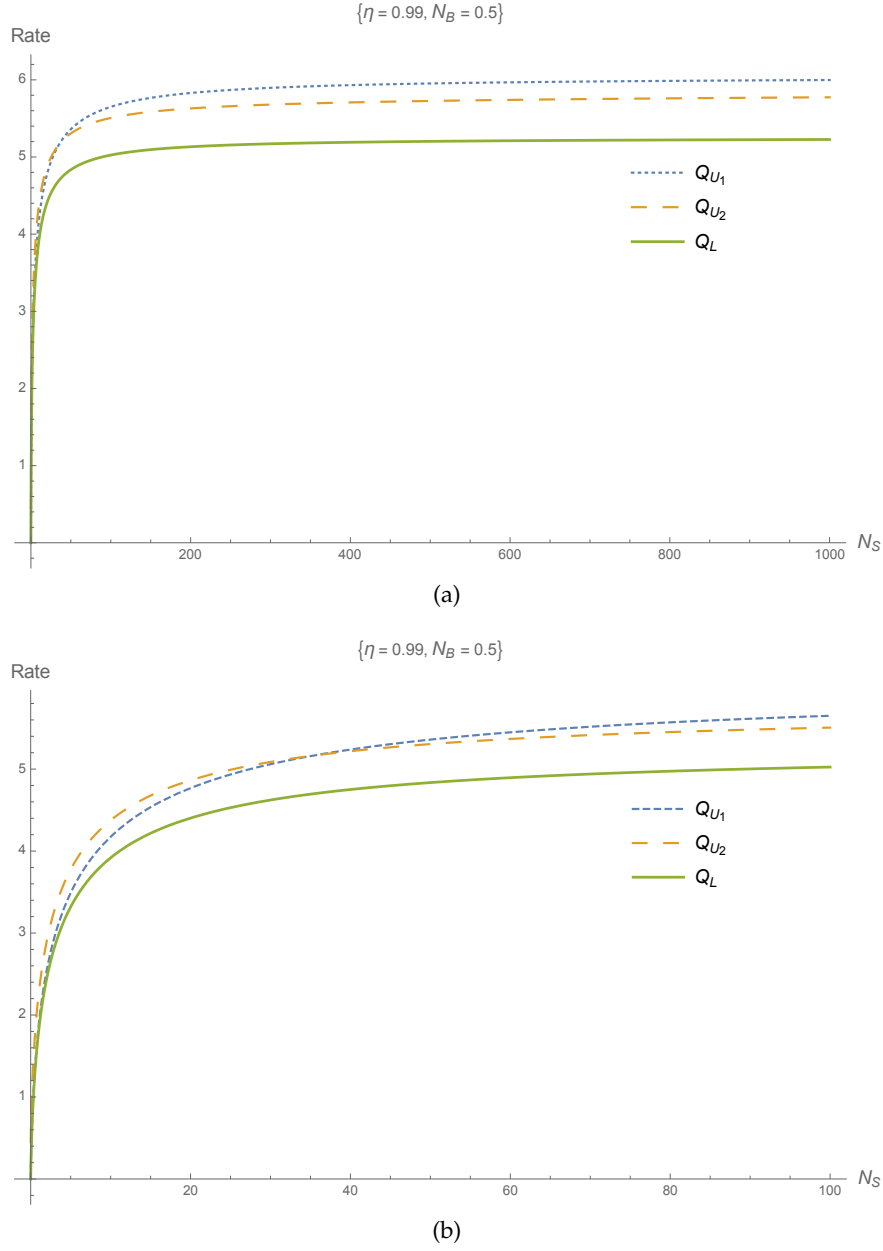 {η = 0.99, N_B = 0.5}
Rate
6
5
4
3
2
1
Q_{U_1}
Q_{U_2}
Q_L
200 400 600 800 1000 N_S
(a)
{η = 0.99, N_B = 0.5}
Rate
5
4
3
2
1
Q_{U_1}
Q_{U_2}
Q_L
20 40 60 80 100 N_S
(b)